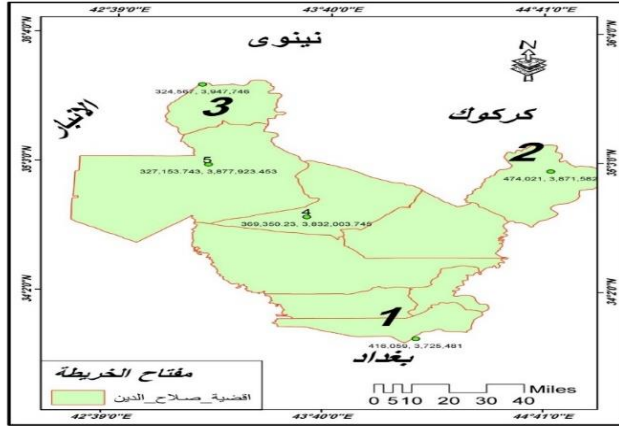 42°39'0"E 43°40'0"E 44°41'0"E
نينوى
N
324,567, 3,947,746
3
الانبار
كركوك
2
474,021, 3,871,582
5
327,153.743, 3,877,923.453
4
369,350.23, 3,832,003.745
1
416,059, 3,725,481
بغداد
مفتاح الخريطة
اقضية_صلاح_الدين
Miles
0 5 10 20 30 40
42°39'0"E 43°40'0"E 44°41'0"E